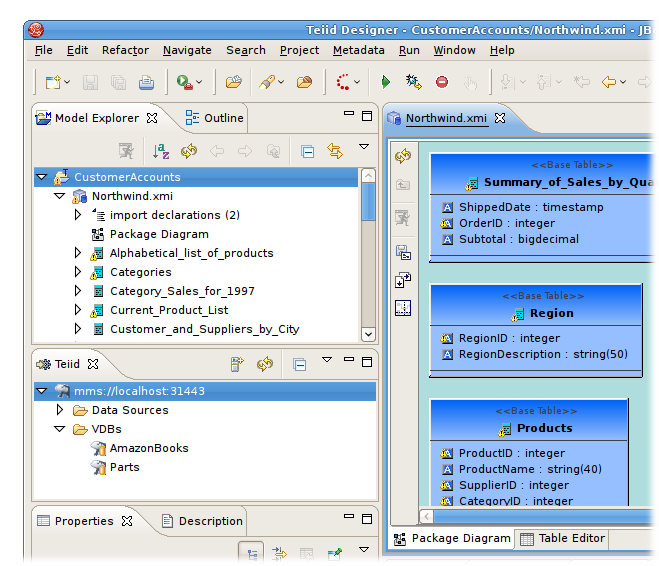 Teiid Designer - CustomerAccounts/Northwind.xmi - JB
File Edit Refactor Navigate Search Project Metadata Run Window Help
Model Explorer
Outline
CustomerAccounts
Northwind.xmi
import declarations (2)
Package Diagram
Alphabetical_list_of_products
Categories
Category_Sales_for_1997
Current_Product_List
Customer_and_Suppliers_by_City
Teiid
mms://localhost:31443
Data Sources
VDBs
AmazonBooks
Parts
Properties
Description
Northwind.xmi
<<Base Table>>
Summary_of_Sales_by_Qua
ShippedDate : timestamp
OrderID : integer
Subtotal : bigdecimal
<<Base Table>>
Region
RegionID : integer
RegionDescription : string(50)
<<Base Table>>
Products
ProductID : integer
ProductName : string(40)
SupplierID : integer
CategoryID : integer
Package Diagram
Table Editor